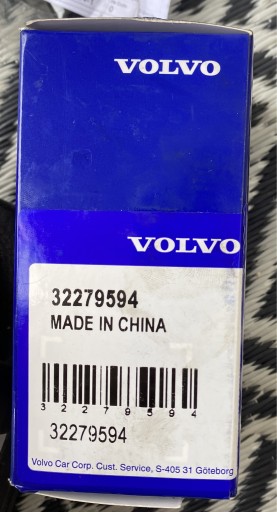 VOLVO
VOLVO
32279594
MADE IN CHINA
3 2 2 7 9 5 9 4
32279594
Volvo Car Corp. Cust. Service, S-405 31 Göteborg